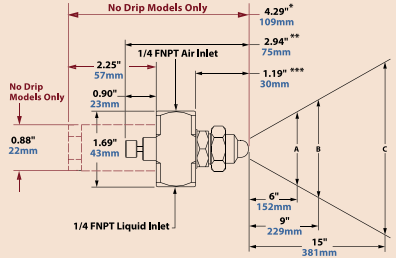 No Drip Models Only
4.29" *
109mm
2.94" **
75mm
2.25"
57mm
1/4 FNPT Air Inlet
1.19" ***
30mm
No Drip
Models Only
0.90"
23mm
0.88"
22mm
1.69"
43mm
A
B
C
6"
152mm
1/4 FNPT Liquid Inlet
9"
229mm
15"
381mm